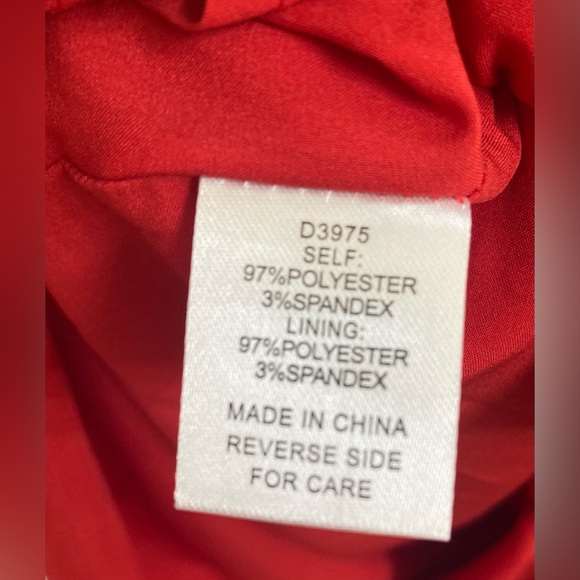 D3975
SELF:
97%POLYESTER
3%SPANDEX
LINING:
97%POLYESTER
3%SPANDEX
MADE IN CHINA
REVERSE SIDE
FOR CARE